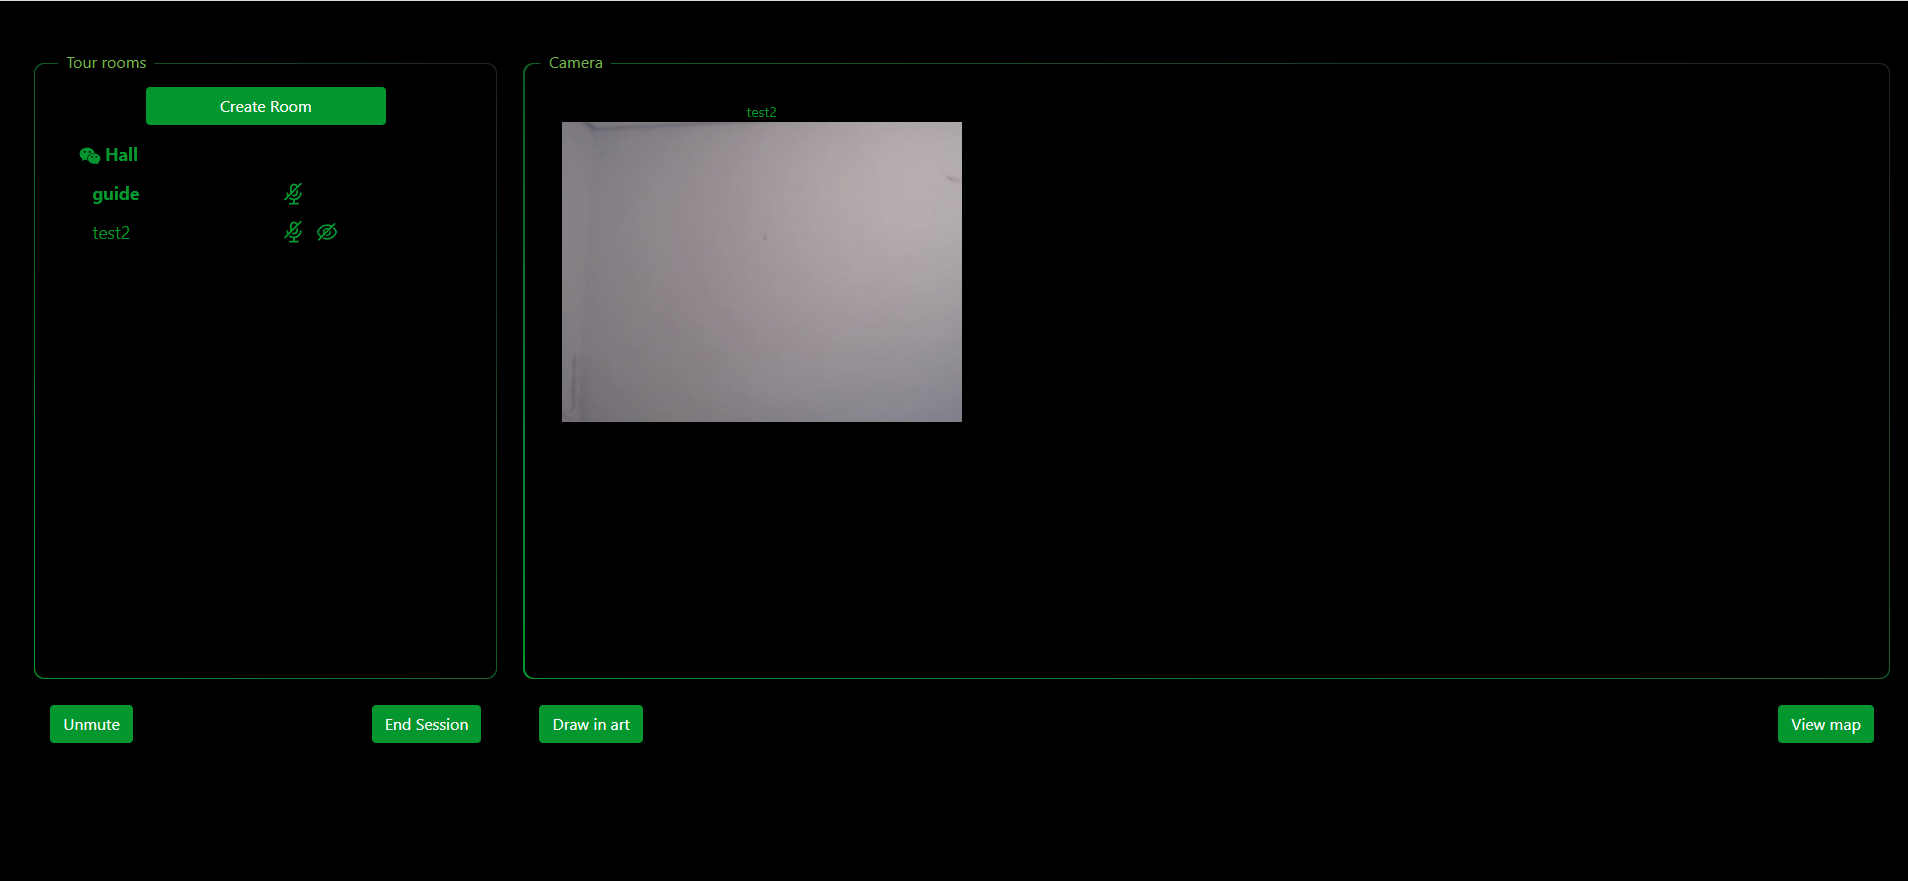 Tour rooms
Create Room
Hall
guide
test2
Unmute
End Session
Camera
test2
Draw in art
View map